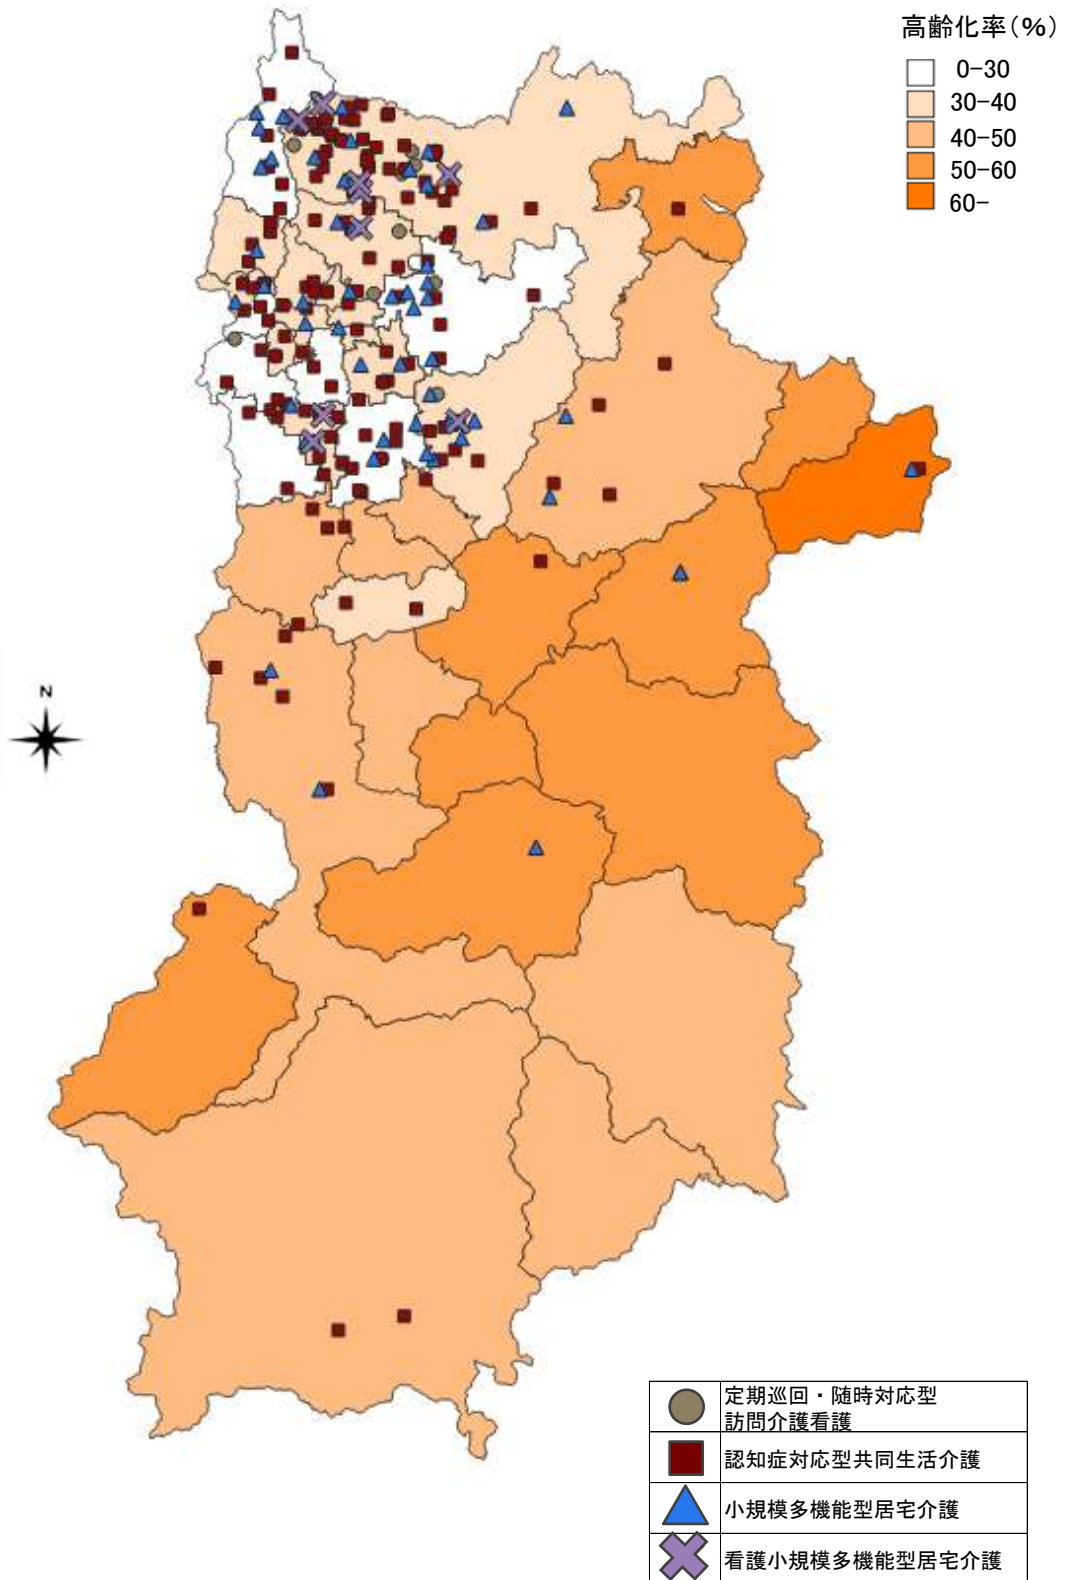 高齢化率(%)
0-30
30-40
40-50
50-60
60-
N
定期巡回・随時対応型
訪問介護看護
認知症対応型共同生活介護
小規模多機能型居宅介護
看護小規模多機能型居宅介護